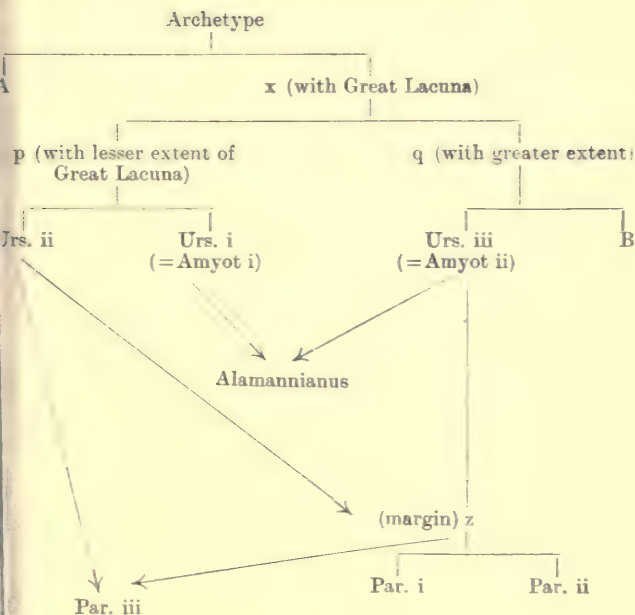 Archetype
A x (with Great Lacuna)
p (with lesser extent of q (with greater extent)
Great Lacuna)
Urs. ii Urs. i Urs. iii B
(=Amyot i) (=Amyot ii)
Alamannianus
(margin) z
Par. i Par. ii
Par. iii